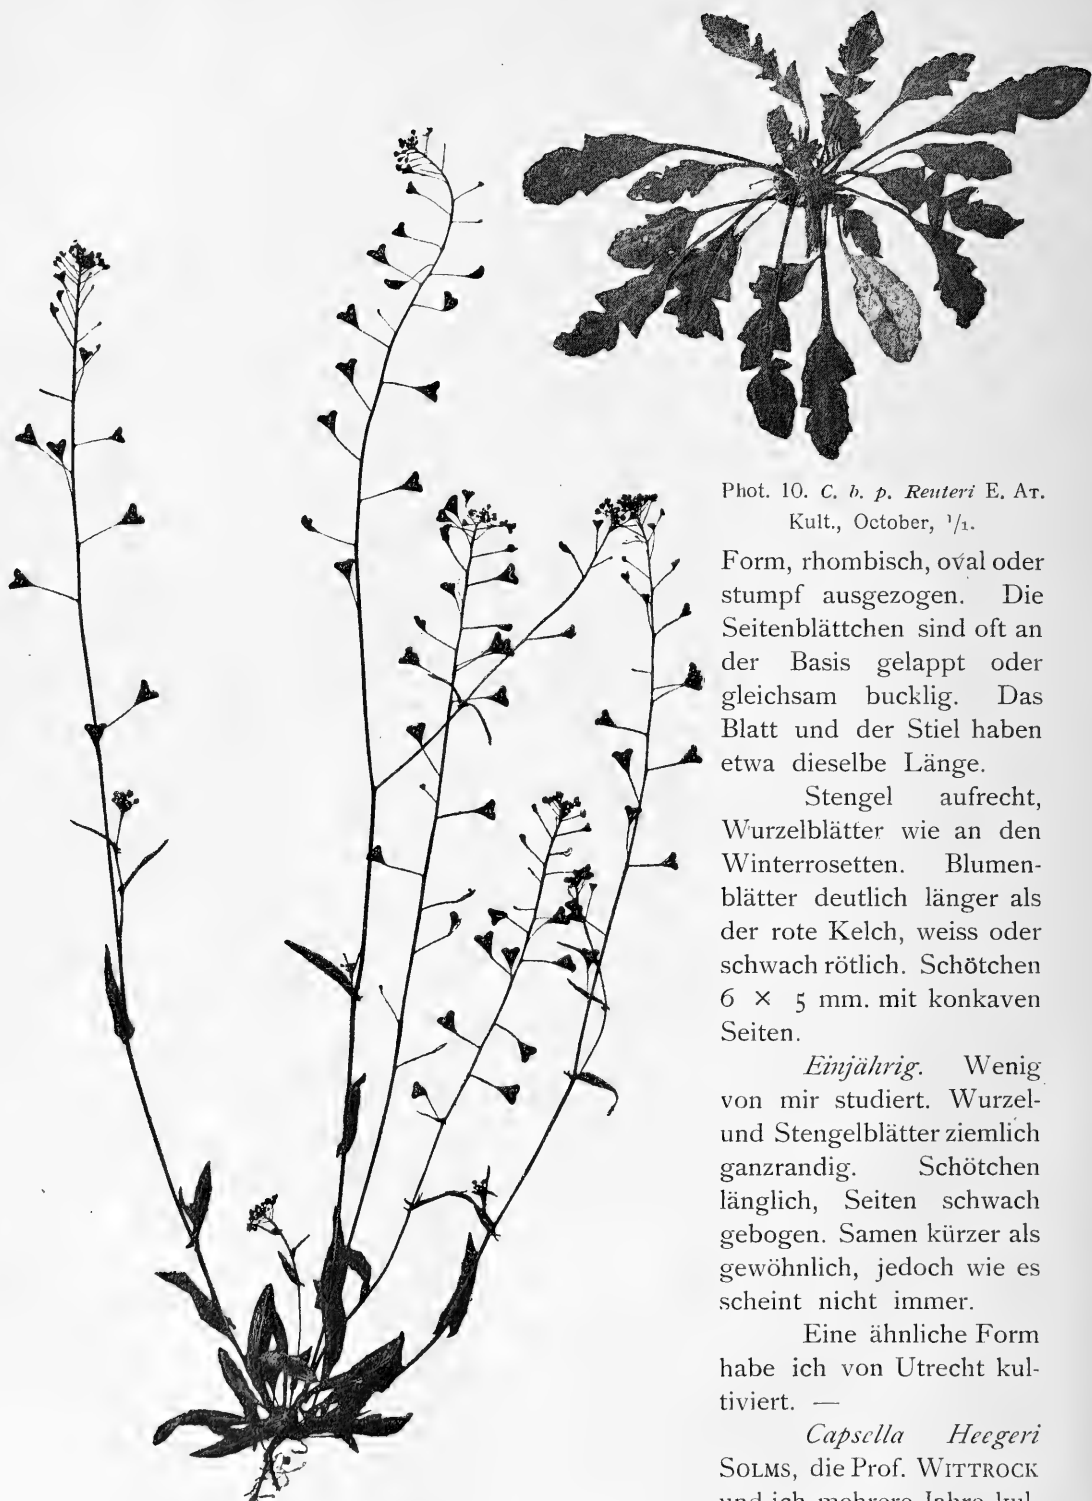 Phot. 10. C. b. p. Reuteri E. AT.
Kult., October, ¹/₁.
Form, rhombisch, oval oder
stumpf ausgezogen. Die
Seitenblättchen sind oft an
der Basis gelappt oder
gleichsam bucklig. Das
Blatt und der Stiel haben
etwa dieselbe Länge.
Stengel aufrecht,
Wurzelblätter wie an den
Winterrosetten. Blumen-
blätter deutlich länger als
der rote Kelch, weiss oder
schwach rötlich. Schötchen
6 × 5 mm. mit konkaven
Seiten.
Einjährig. Wenig
von mir studiert. Wurzel-
und Stengelblätter ziemlich
ganzrandig. Schötchen
länglich, Seiten schwach
gebogen. Samen kürzer als
gewöhnlich, jedoch wie es
scheint nicht immer.
Eine ähnliche Form
habe ich von Utrecht kul-
tiviert. —
Capsella Heegeri
SOLMS, die Prof. WITTROCK
und ich mehrere Jahre kul-